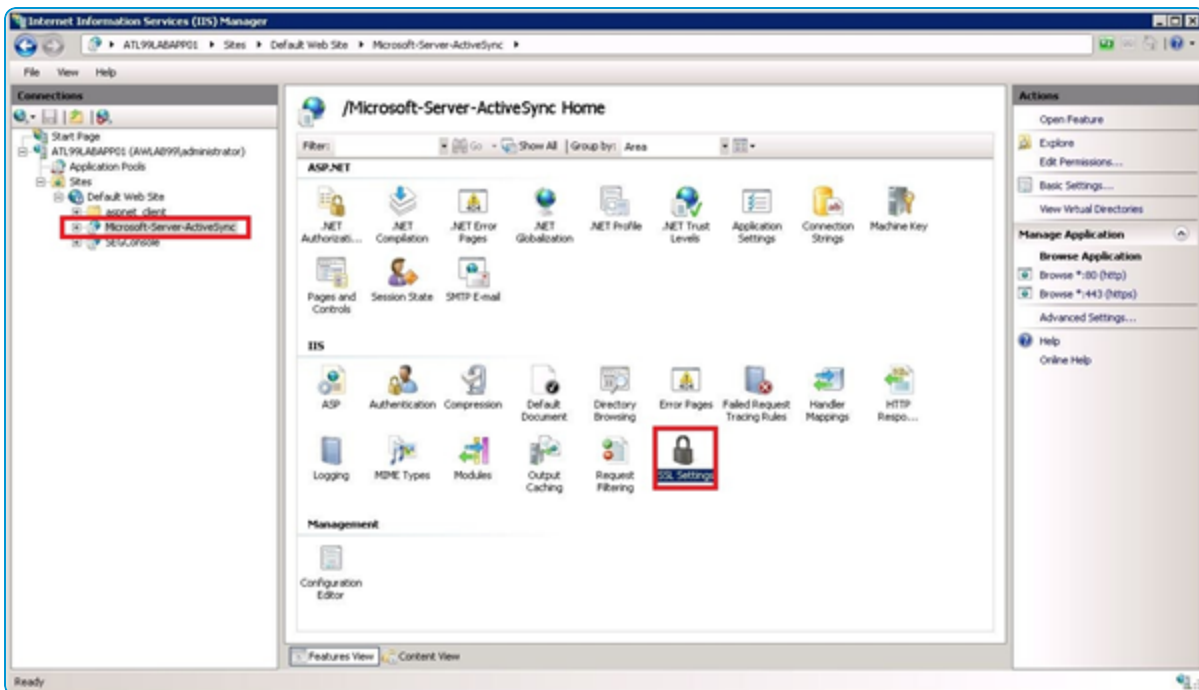 Internet Information Services (IIS) Manager
ATL99LABAPP01 Sites Default Web Site Microsoft-Server-ActiveSync
File View Help
Connections
Start Page
ATL99LABAPP01 (AWLAB99\administrator)
Application Pools
Sites
Default Web Site
aspnet_client
Microsoft-Server-ActiveSync
SEGConsole
/Microsoft-Server-ActiveSync Home
Filter: Go Show All Group by: Area
ASP.NET
.NET Authorizati...
.NET Compilation
.NET Error Pages
.NET Globalization
.NET Profile
.NET Trust Levels
Application Settings
Connection Strings
Machine Key
Pages and Controls
Session State
SMTP E-mail
IIS
ASP
Authentication
Compression
Default Document
Directory Browsing
Error Pages
Failed Request Tracing Rules
Handler Mappings
HTTP Respo...
Logging
MIME Types
Modules
Output Caching
Request Filtering
SSL Settings
Management
Configuration Editor
Features View Content View
Ready
Actions
Open Feature
Explore
Edit Permissions...
Basic Settings...
View Virtual Directories
Manage Application
Browse Application
Browse *:80 (http)
Browse *:443 (https)
Advanced Settings...
Help
Online Help